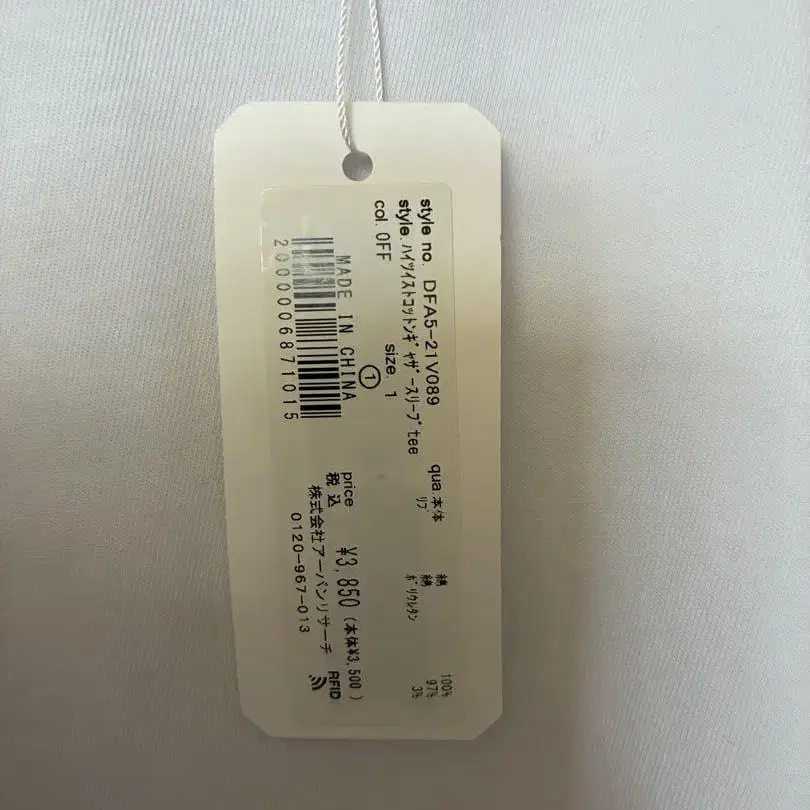 style no. DFA5-21V089
style. ﾊｲﾂｲｽﾄｺｯﾄﾝｷﾞｬｻﾞｰｽﾘｰﾌﾞtee
col. OFF
size. 1
①
MADE IN CHINA
2000006871015
qua. 本体 綿 100%
ﾘﾌﾞ 綿 97%
ﾎﾟﾘｳﾚﾀﾝ 3%
price
税込 ¥3,850 (本体¥3,500)
株式会社アーバンリサーチ
0120-967-013
RFID